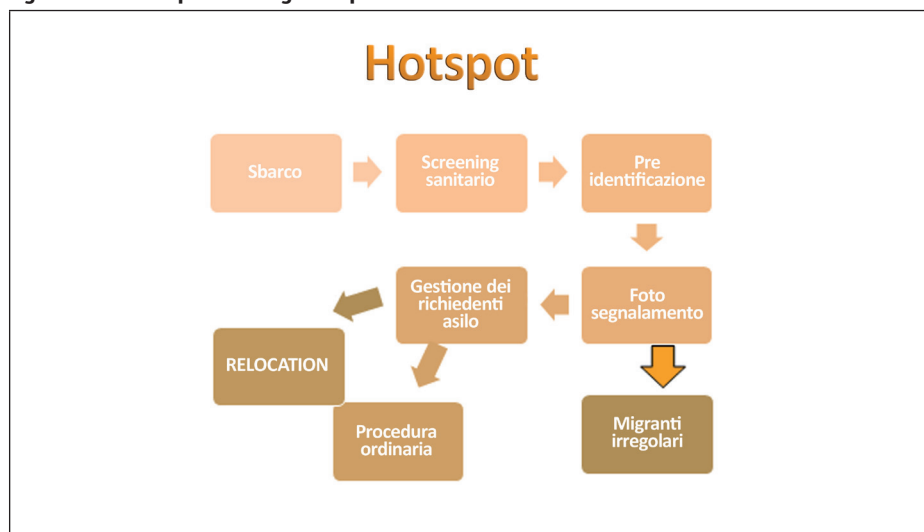 Hotspot
Sbarco
Screening
sanitario
Pre
identificazione
Gestione dei
richiedenti
asilo
Foto
segnalamento
RELOCATION
Procedura
ordinaria
Migranti
irregolari